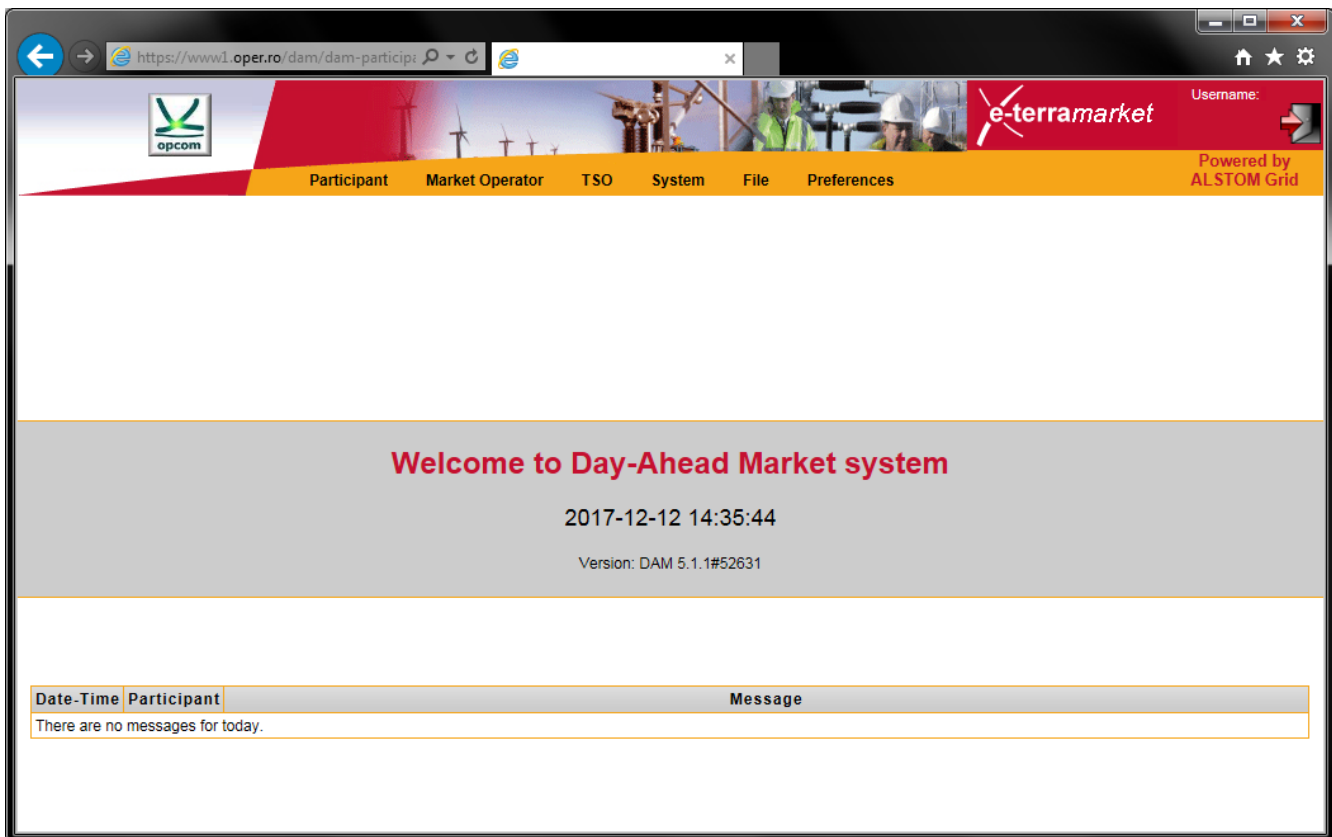 https://www1.oper.ro/dam/dam-participa
opcom
e-terramarket
Username:
Powered by
ALSTOM Grid
Participant Market Operator TSO System File Preferences
Welcome to Day-Ahead Market system
2017-12-12 14:35:44
Version: DAM 5.1.1#52631
Date-Time Participant Message
There are no messages for today.